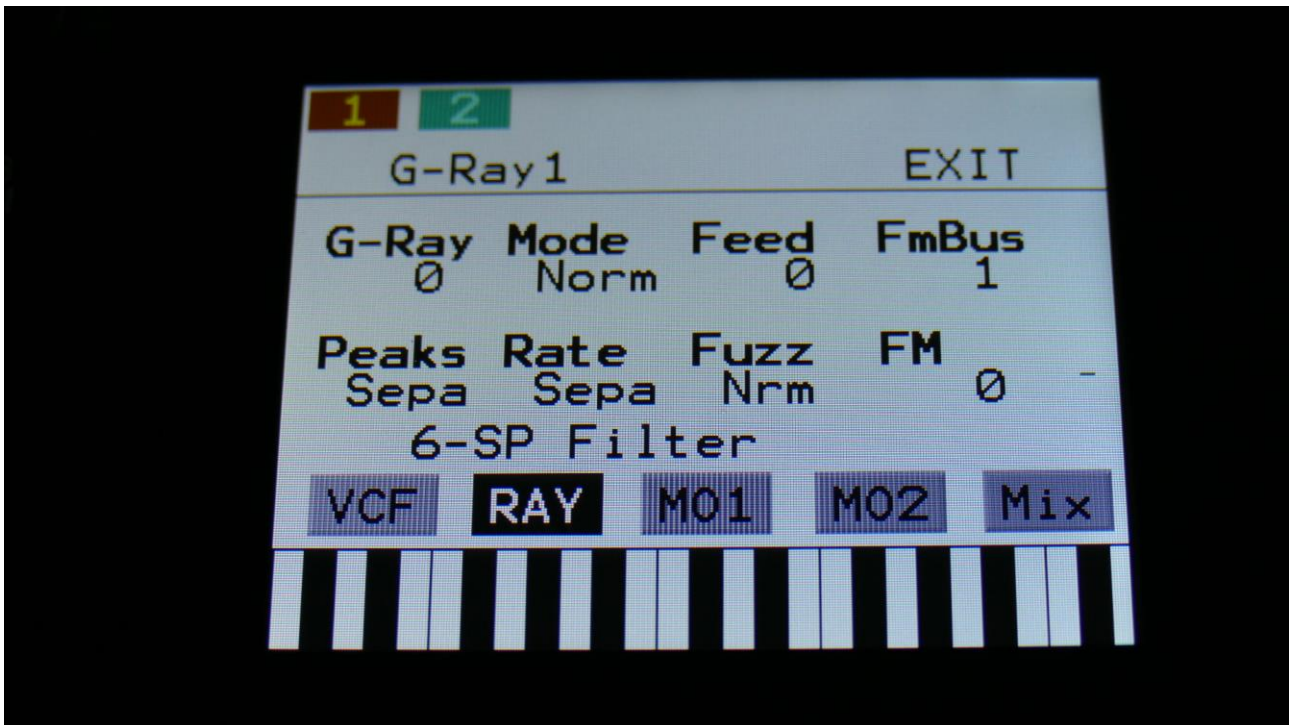 1 2
G-Ray1 EXIT
G-Ray Mode Feed FmBus
0 Norm 0 1
Peaks Rate Fuzz FM
Sepa Sepa Nrm 0 -
6-SP Filter
VCF RAY MO1 MO2 Mix